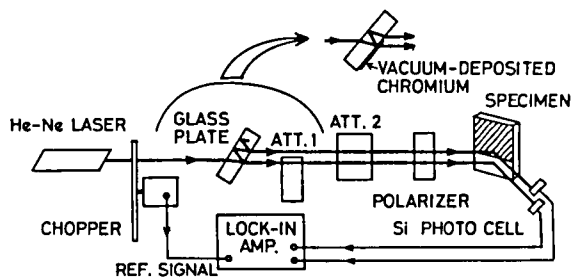 VACUUM-DEPOSITED
CHROMIUM
SPECIMEN
GLASS
PLATE
ATT. 1
ATT. 2
He-Ne LASER
POLARIZER
CHOPPER
LOCK-IN
AMP.
Si PHOTO CELL
REF. SIGNAL